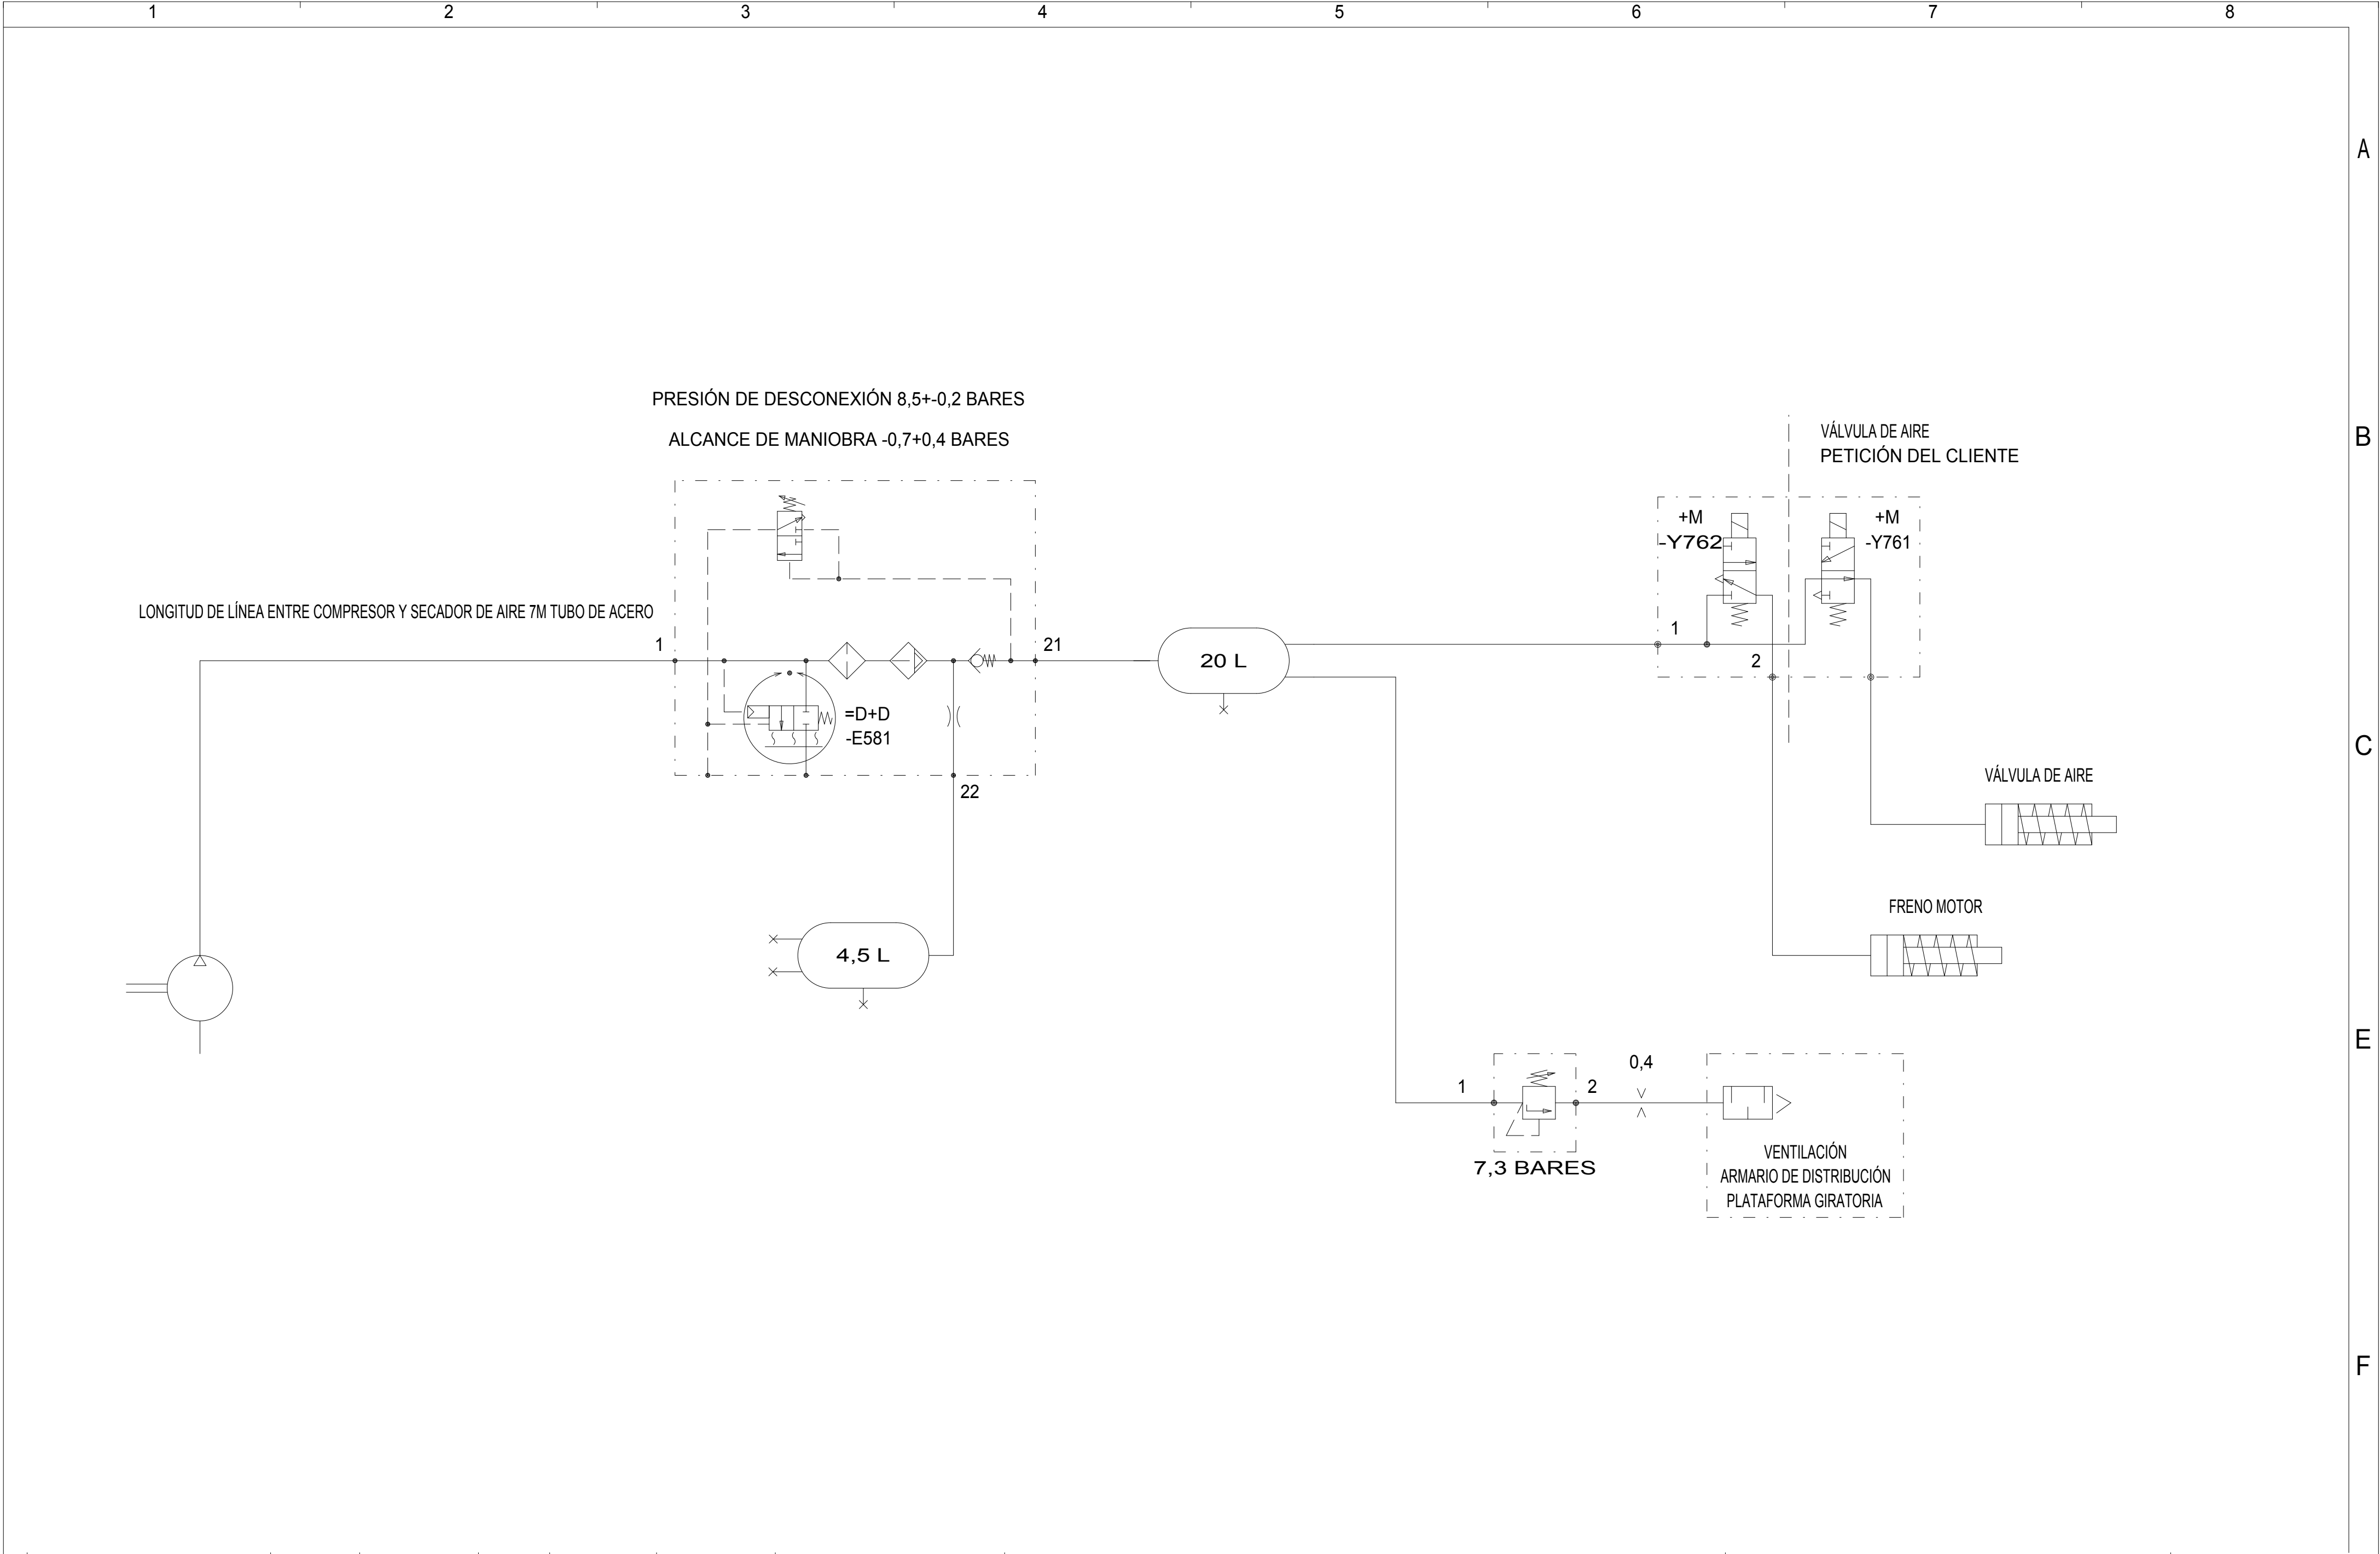 1 2 3 4 5 6 7 8
A
PRESIÓN DE DESCONEXIÓN 8,5+-0,2 BARES
ALCANCE DE MANIOBRA -0,7+0,4 BARES
VÁLVULA DE AIRE
PETICIÓN DEL CLIENTE
B
+M
-Y762
+M
-Y761
LONGITUD DE LÍNEA ENTRE COMPRESOR Y SECADOR DE AIRE 7M TUBO DE ACERO
1
21
20 L
1
2
=D+D
-E581
22
C
VÁLVULA DE AIRE
FRENO MOTOR
4,5 L
E
1
2
0,4
7,3 BARES
VENTILACIÓN
ARMARIO DE DISTRIBUCIÓN
PLATAFORMA GIRATORIA
F